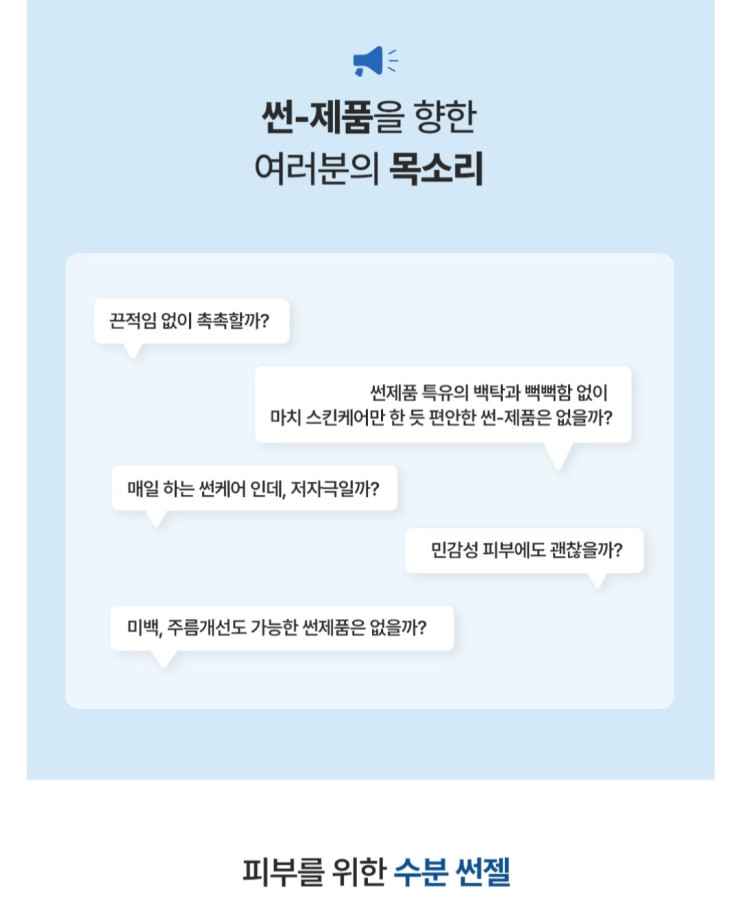 썬-제품을 향한
여러분의 목소리
끈적임 없이 촉촉할까?
썬제품 특유의 백탁과 뻑뻑함 없이
마치 스킨케어만 한 듯 편안한 썬-제품은 없을까?
매일 하는 썬케어 인데, 저자극일까?
민감성 피부에도 괜찮을까?
미백, 주름개선도 가능한 썬제품은 없을까?
피부를 위한 수분 썬젤